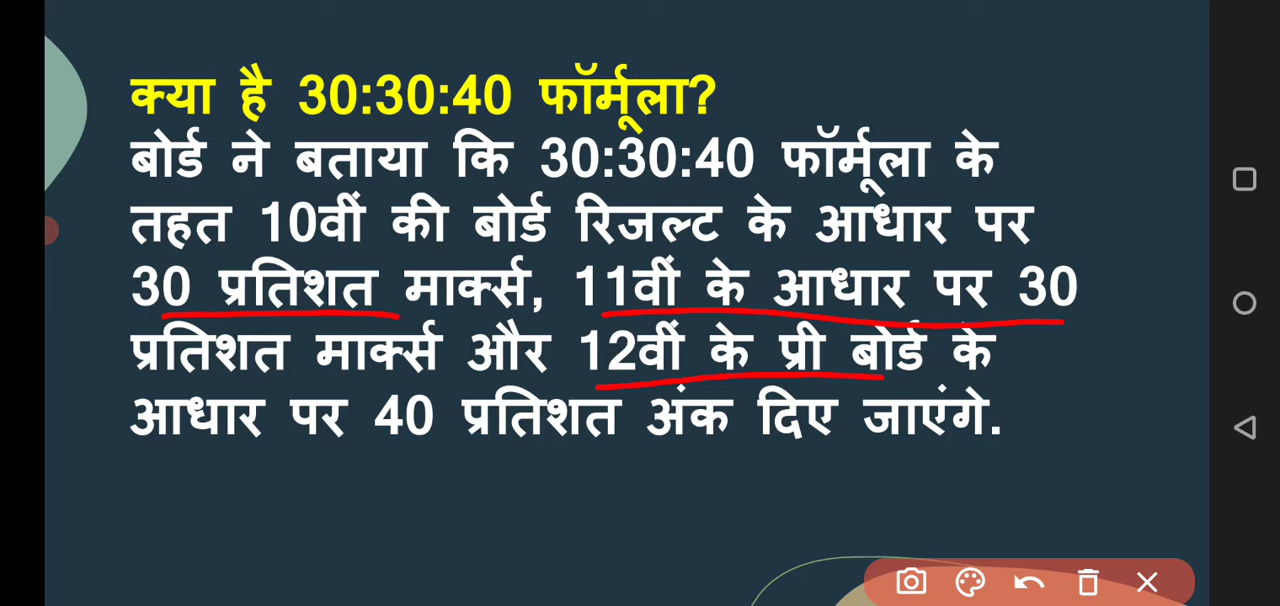 क्या है 30:30:40 फॉर्मूला?
बोर्ड ने बताया कि 30:30:40 फॉर्मूला के
तहत 10वीं की बोर्ड रिजल्ट के आधार पर
30 प्रतिशत मार्क्स, 11वीं के आधार पर 30
प्रतिशत मार्क्स और 12वीं के प्री बोर्ड के
आधार पर 40 प्रतिशत अंक दिए जाएंगे.